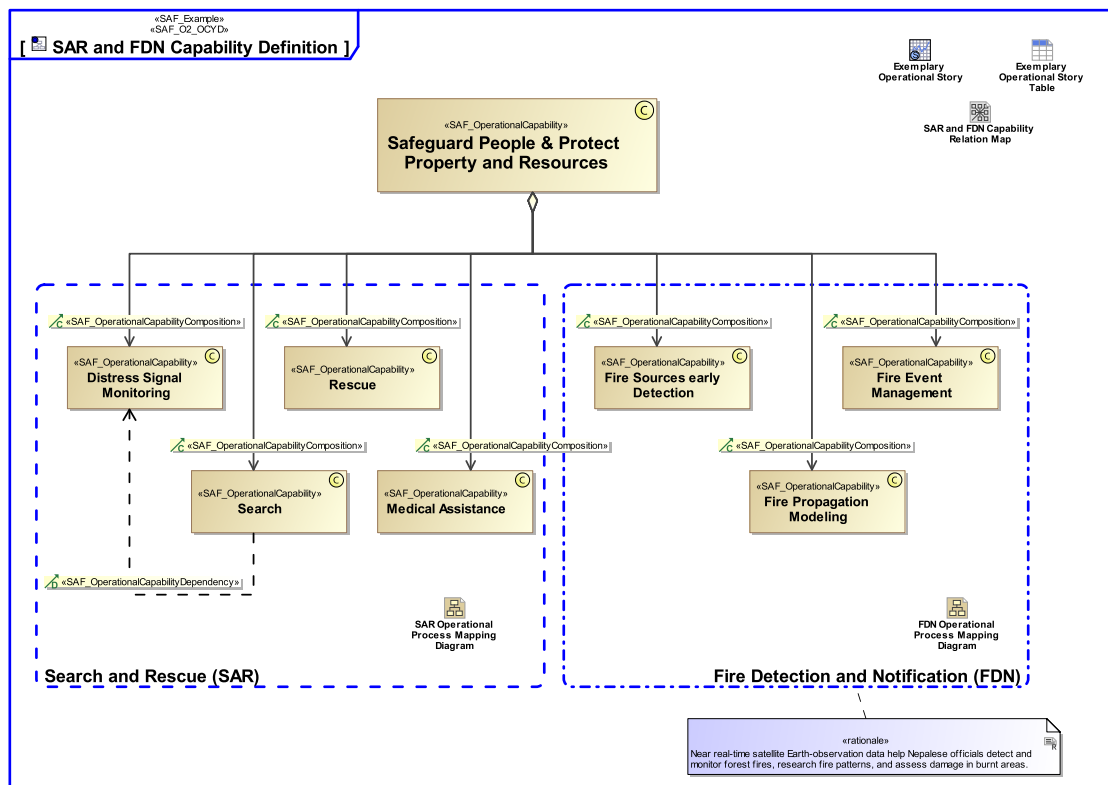 «SAF_Example»
«SAF_O2_OCYD»
[ SAR and FDN Capability Definition ]
Exemplary
Operational Story
Exemplary
Operational Story
Table
SAR and FDN Capability
Relation Map
C
«SAF_OperationalCapability»
Safeguard People & Protect
Property and Resources
C «SAF_OperationalCapabilityComposition»
C «SAF_OperationalCapabilityComposition»
C «SAF_OperationalCapabilityComposition»
C «SAF_OperationalCapabilityComposition»
C
«SAF_OperationalCapability»
Distress Signal
Monitoring
C
«SAF_OperationalCapability»
Rescue
C
«SAF_OperationalCapability»
Fire Sources early
Detection
C
«SAF_OperationalCapability»
Fire Event
Management
C «SAF_OperationalCapabilityComposition»
C «SAF_OperationalCapabilityComposition»
C «SAF_OperationalCapabilityComposition»
C
«SAF_OperationalCapability»
Search
C
«SAF_OperationalCapability»
Medical Assistance
C
«SAF_OperationalCapability»
Fire Propagation
Modeling
D «SAF_OperationalCapabilityDependency»
SAR Operational
Process Mapping
Diagram
FDN Operational
Process Mapping
Diagram
Search and Rescue (SAR)
Fire Detection and Notification (FDN)
«rationale»
R
Near real-time satellite Earth-observation data help Nepalese officials detect and
monitor forest fires, research fire patterns, and assess damage in burnt areas.